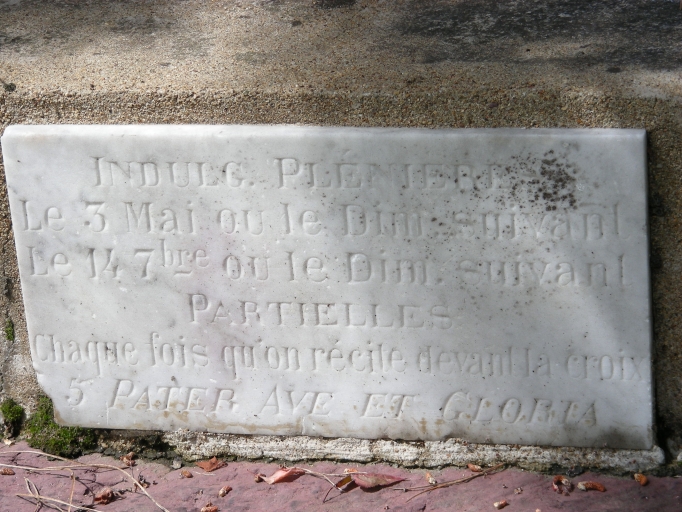 INDULG. PLÉNIÈRES
Le 3 Mai ou le Dim. suivant
Le 14 7bre ou le Dim. suivant
PARTIELLES
Chaque fois qu'on récite devant la croix
5 PATER AVE ET GLORIA